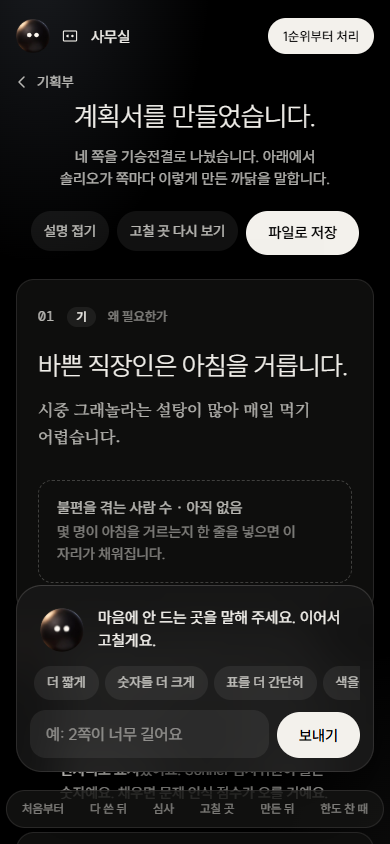 사무실
1순위부터 처리
기획부
계획서를 만들었습니다.
네 쪽을 기승전결로 나눴습니다. 아래에서
솔리오가 쪽마다 이렇게 만든 까닭을 말합니다.
설명 접기
고칠 곳 다시 보기
파일로 저장
01 기 왜 필요한가
바쁜 직장인은 아침을 거릅니다.
시중 그래놀라는 설탕이 많아 매일 먹기
어렵습니다.
불편을 겪는 사람 수 · 아직 없음
몇 명이 아침을 거르는지 한 줄을 넣으면 이
자리가 채워집니다.
마음에 안 드는 곳을 말해 주세요. 이어서
고칠게요.
더 짧게
숫자를 더 크게
표를 더 간단히
색을
예: 2쪽이 너무 길어요
보내기
처음부터
다 쓴 뒤
심사
고칠 곳
만든 뒤
한도 찬 때